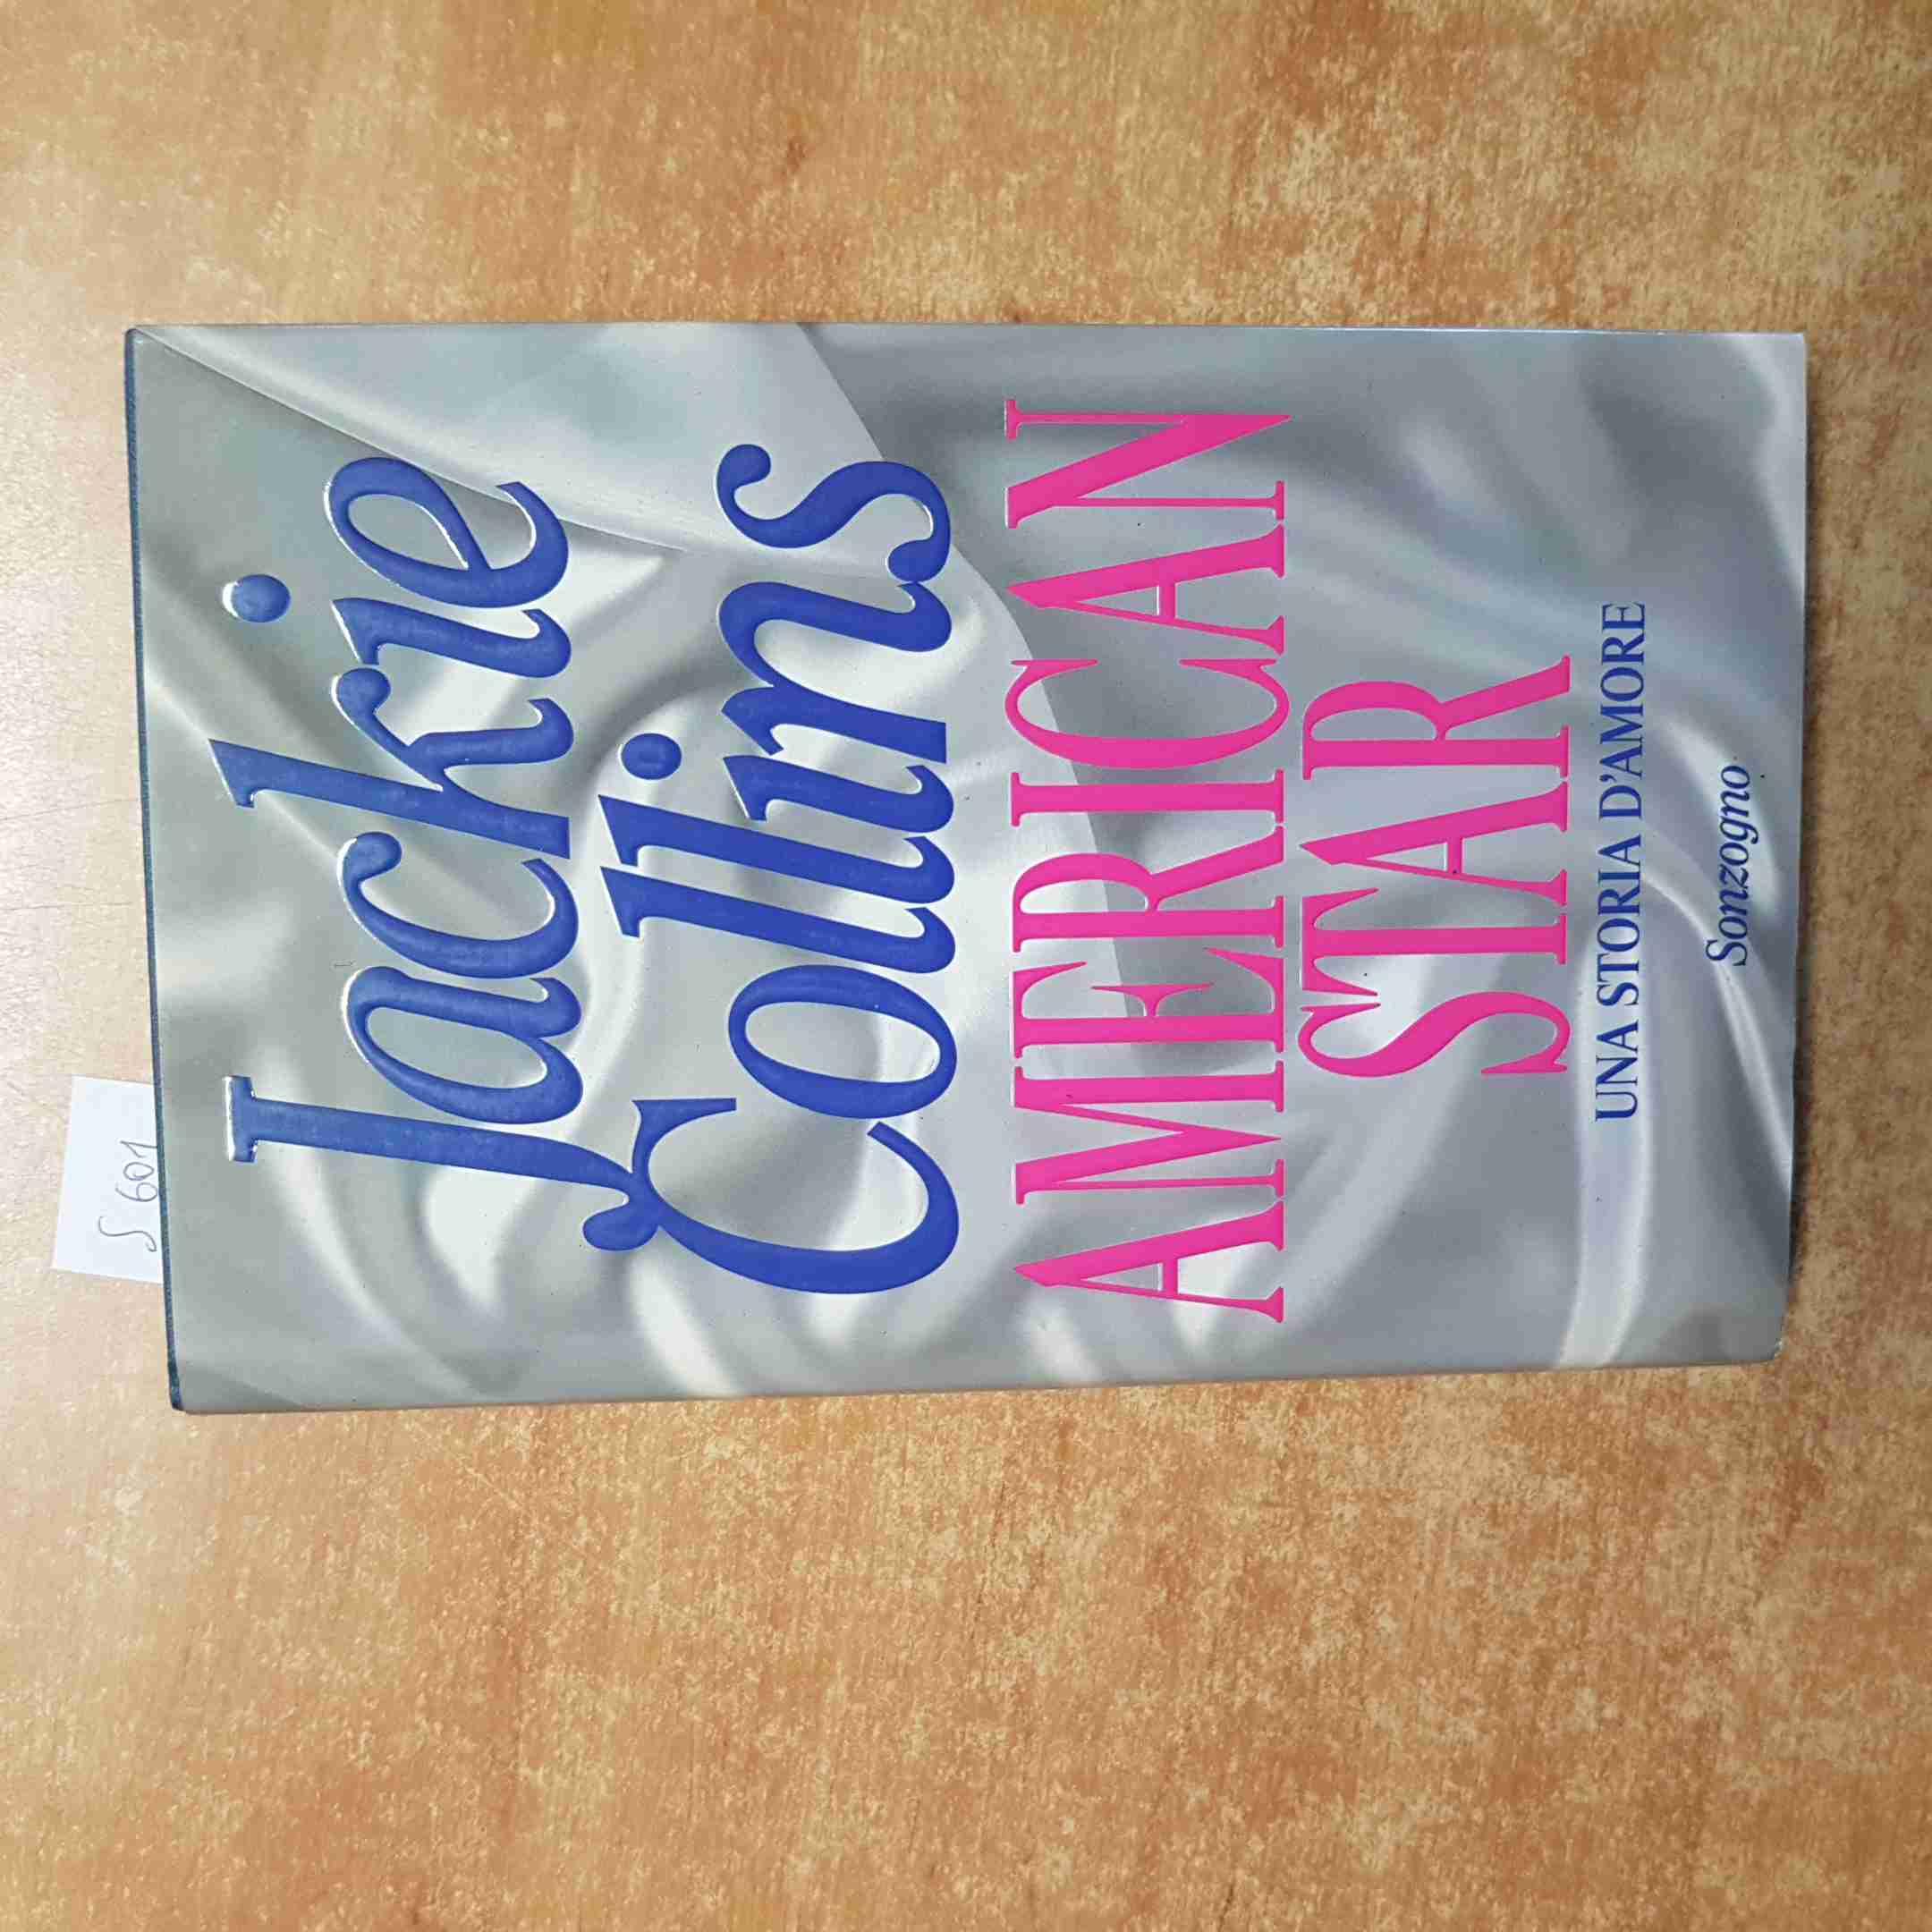 S 601
Jackie
Collins
AMERICAN
STAR
UNA STORIA D'AMORE
Sonzogno